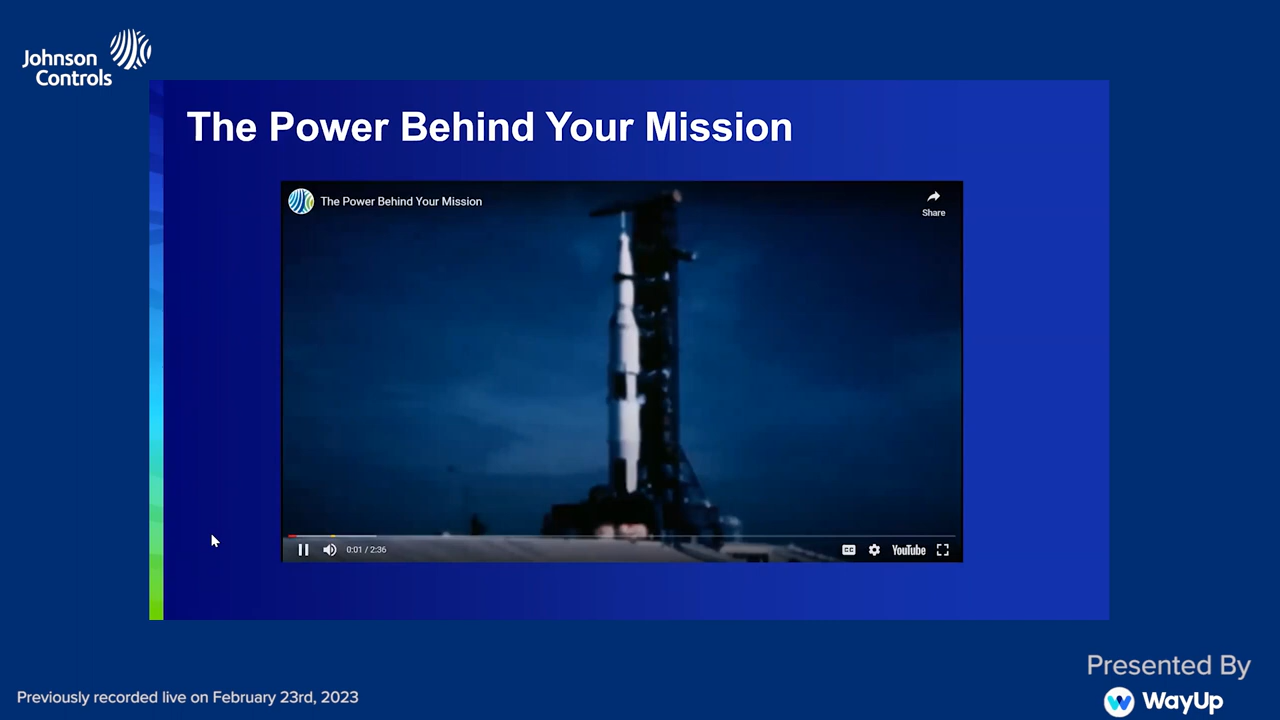 Johnson
Controls
The Power Behind Your Mission
The Power Behind Your Mission
Share
0:01 / 2:36
CC
YouTube
Presented By
WayUp
Previously recorded live on February 23rd, 2023